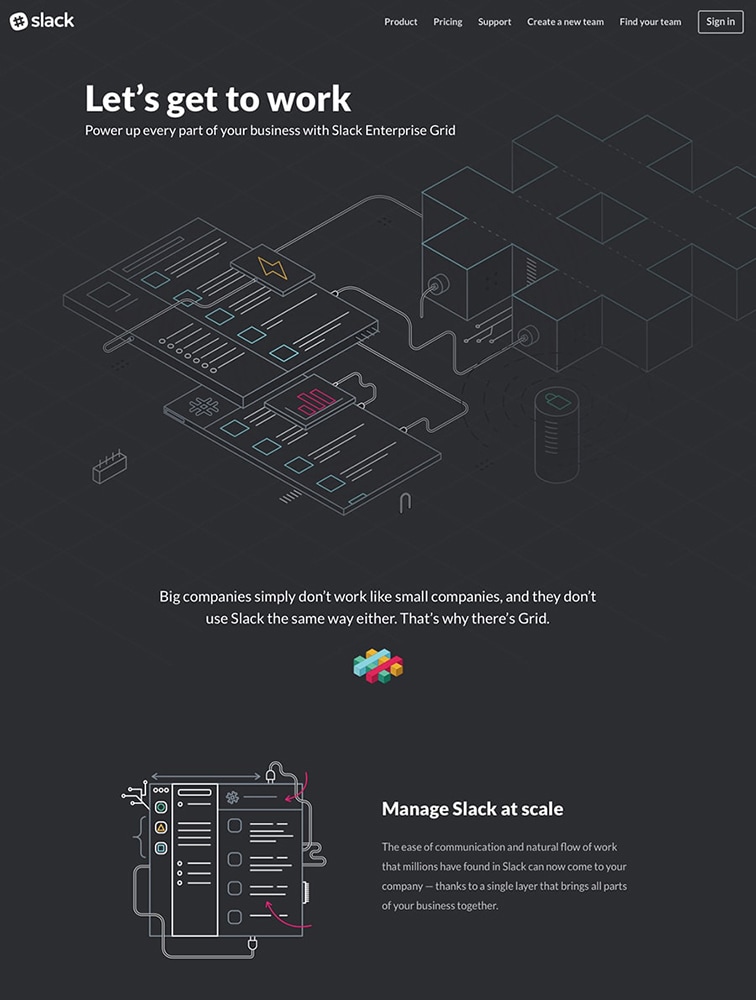 slack
Product Pricing Support Create a new team Find your team Sign in
Let’s get to work
Power up every part of your business with Slack Enterprise Grid
Big companies simply don’t work like small companies, and they don’t
use Slack the same way either. That’s why there’s Grid.
Manage Slack at scale
The ease of communication and natural flow of work
that millions have found in Slack can now come to your
company — thanks to a single layer that brings all parts
of your business together.